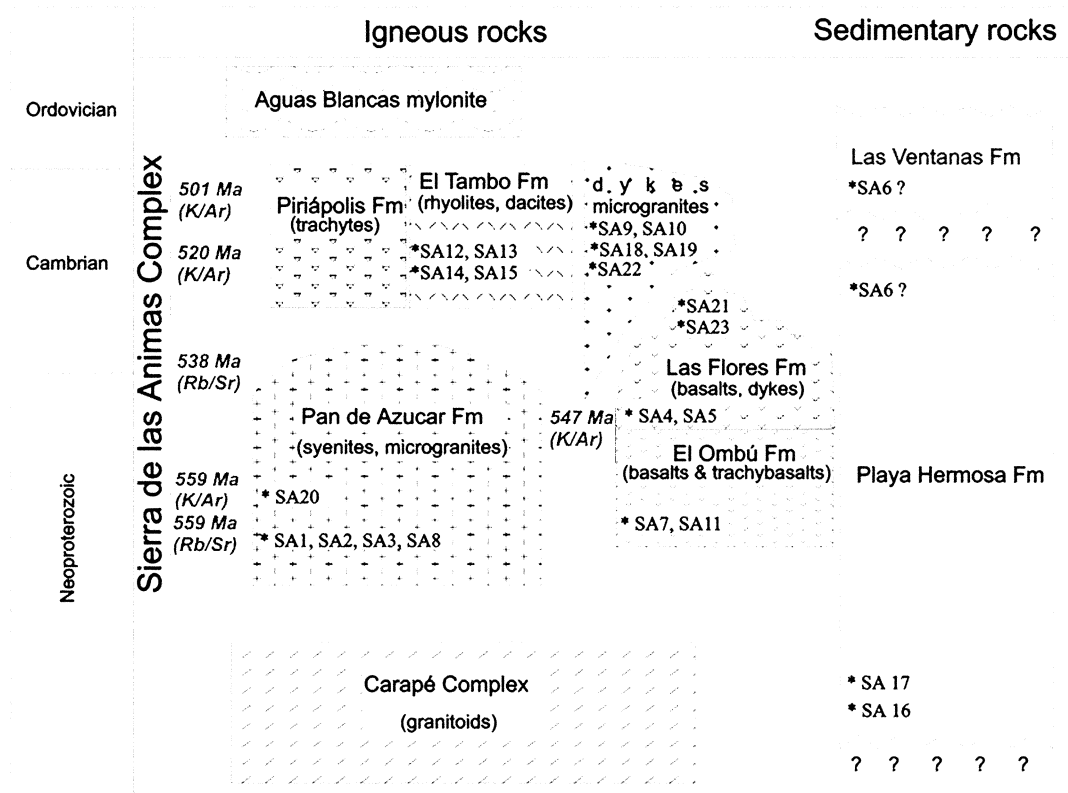 Igneous rocks
Sedimentary rocks
Ordovician
Cambrian
Neoproterozoic
Sierra de las Animas Complex
501 Ma
(K/Ar)
520 Ma
(K/Ar)
538 Ma
(Rb/Sr)
559 Ma
(K/Ar)
559 Ma
(Rb/Sr)
Aguas Blancas mylonite
Piriápolis Fm
(trachytes)
El Tambo Fm
(rhyolites, dacites)
*SA12, SA13
*SA14, SA15
dykes
microgranites
*SA9, SA10
*SA18, SA19
*SA22
*SA21
*SA23
Las Flores Fm
(basalts, dykes)
* SA4, SA5
547 Ma
(K/Ar)
El Ombú Fm
(basalts & trachybasalts)
* SA7, SA11
Pan de Azucar Fm
(syenites, microgranites)
* SA20
* SA1, SA2, SA3, SA8
Carapé Complex
(granitoids)
Las Ventanas Fm
*SA6 ?
? ? ? ? ?
*SA6 ?
Playa Hermosa Fm
* SA 17
* SA 16
? ? ? ? ?